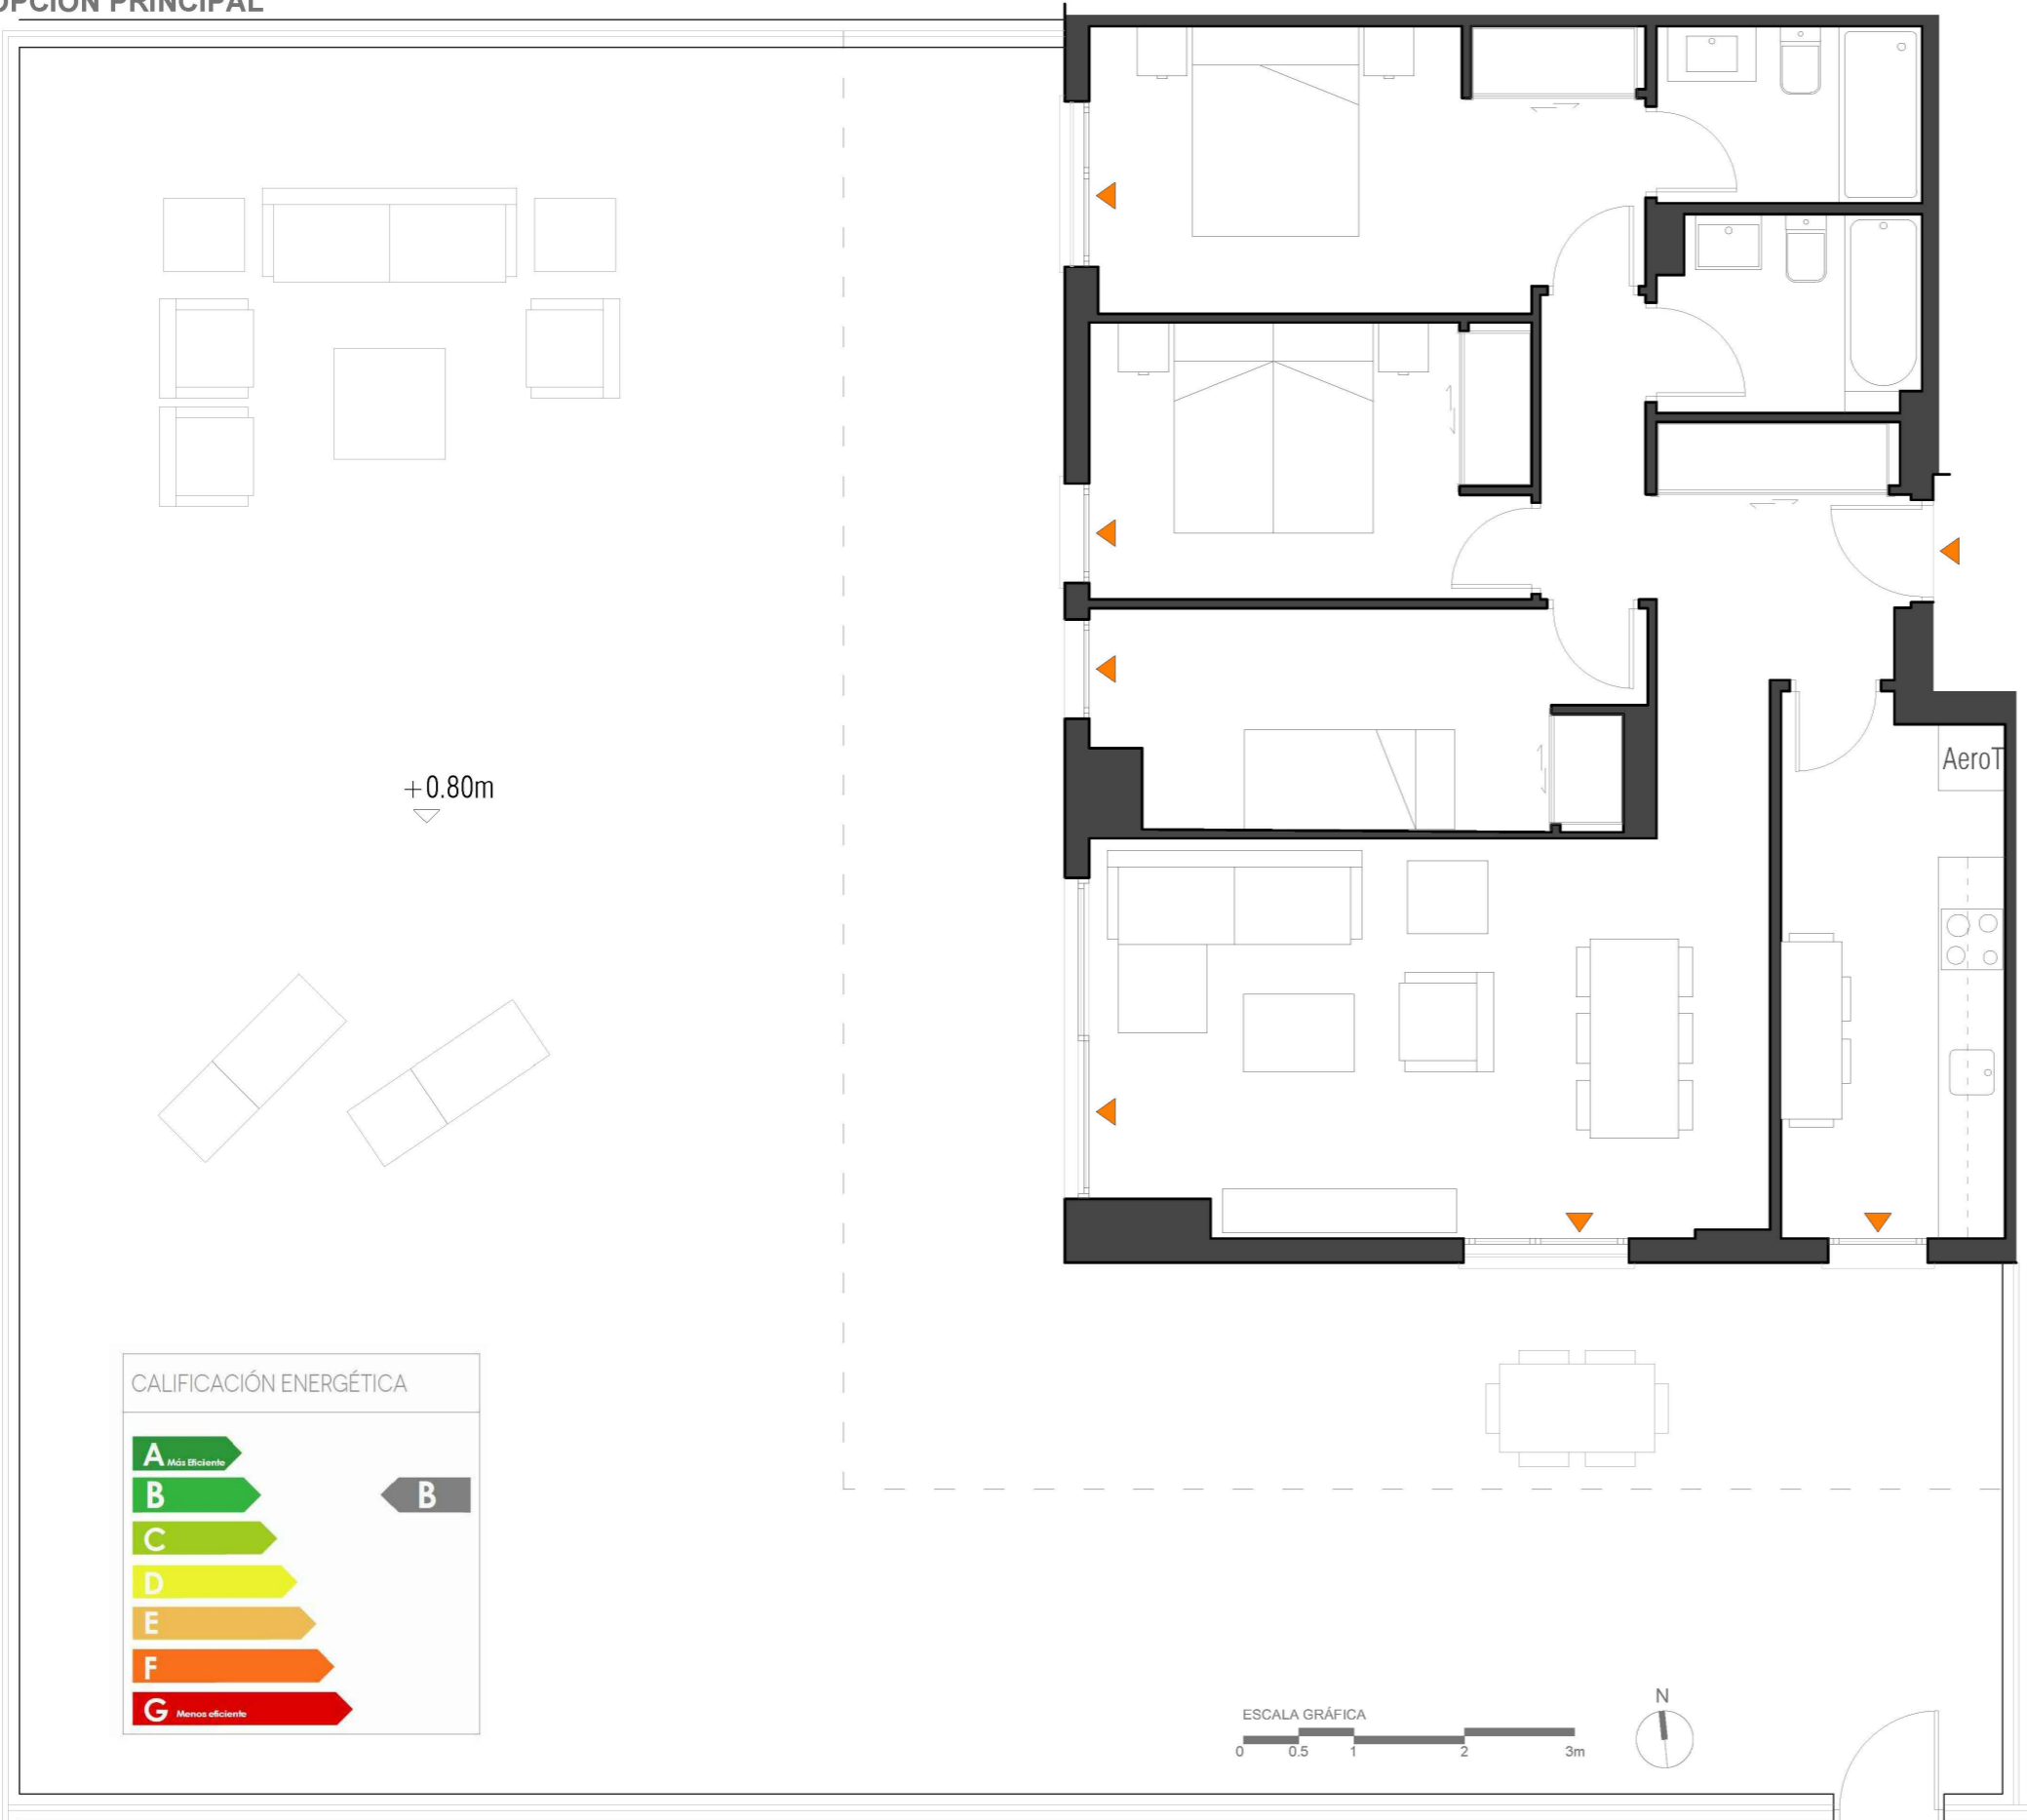 OPCIÓN PRINCIPAL
AeroT
+0.80m
CALIFICACIÓN ENERGÉTICA
A Más Eficiente
B B
C
D
E
F
G Menos eficiente
ESCALA GRÁFICA
0 0.5 1 2 3m
N